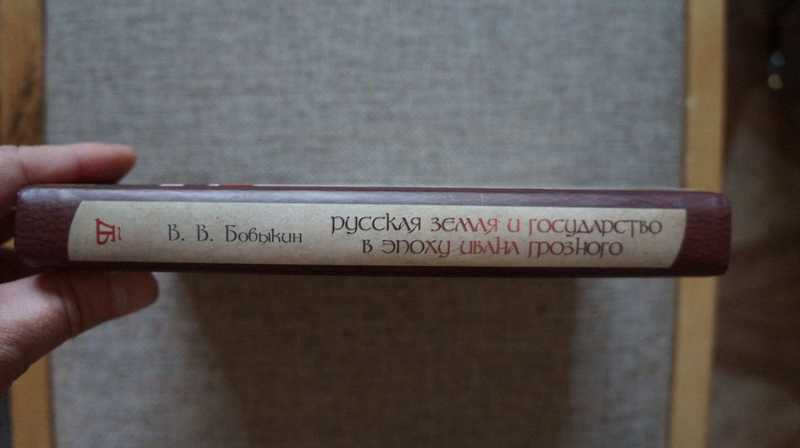 В. В. Бовыкин
РУССКАЯ ЗЕМЛЯ И ГОСУДАРСТВО
В ЭПОХУ ИВАНА ГРОЗНОГО